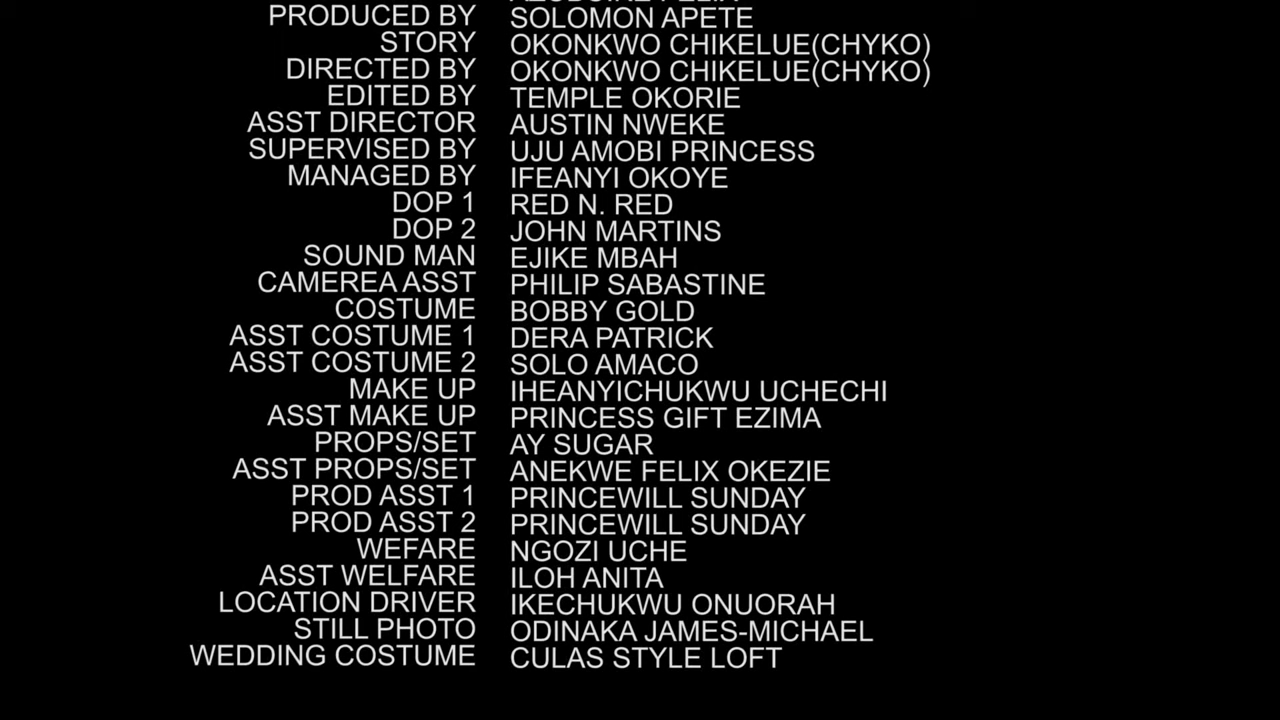 PRODUCED BY SOLOMON APETE
STORY OKONKWO CHIKELUE(CHYKO)
DIRECTED BY OKONKWO CHIKELUE(CHYKO)
EDITED BY TEMPLE OKORIE
ASST DIRECTOR AUSTIN NWEKE
SUPERVISED BY UJU AMOBI PRINCESS
MANAGED BY IFEANYI OKOYE
DOP 1 RED N. RED
DOP 2 JOHN MARTINS
SOUND MAN EJIKE MBAH
CAMEREA ASST PHILIP SABASTINE
COSTUME BOBBY GOLD
ASST COSTUME 1 DERA PATRICK
ASST COSTUME 2 SOLO AMACO
MAKE UP IHEANYICHUKWU UCHECHI
ASST MAKE UP PRINCESS GIFT EZIMA
PROPS/SET AY SUGAR
ASST PROPS/SET ANEKWE FELIX OKEZIE
PROD ASST 1 PRINCEWILL SUNDAY
PROD ASST 2 PRINCEWILL SUNDAY
WEFARE NGOZI UCHE
ASST WELFARE ILOH ANITA
LOCATION DRIVER IKECHUKWU ONUORAH
STILL PHOTO ODINAKA JAMES-MICHAEL
WEDDING COSTUME CULAS STYLE LOFT